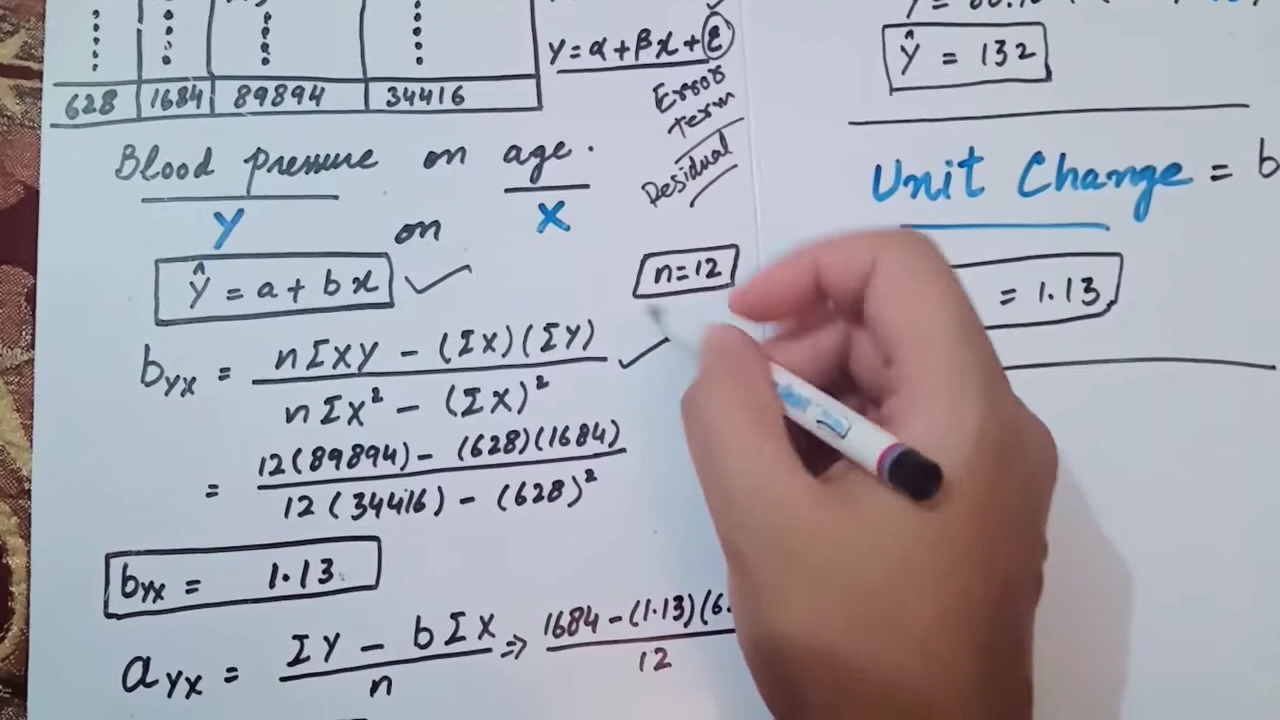 628 1684 89894 34416
Y = α + βx + ε
Error
Term
Residual
Blood pressure on age.
Y on X
Ŷ = a + bx
n=12
bYX = nΣXY - (ΣX)(ΣY) / nΣX² - (ΣX)²
= 12(89894) - (628)(1684) / 12(34416) - (628)²
bYX = 1.13
aYX = ΣY - bΣX / n ⇒ 1684 - (1.13)(6 / 12
Ŷ = 132
Unit Change = b
= 1.13